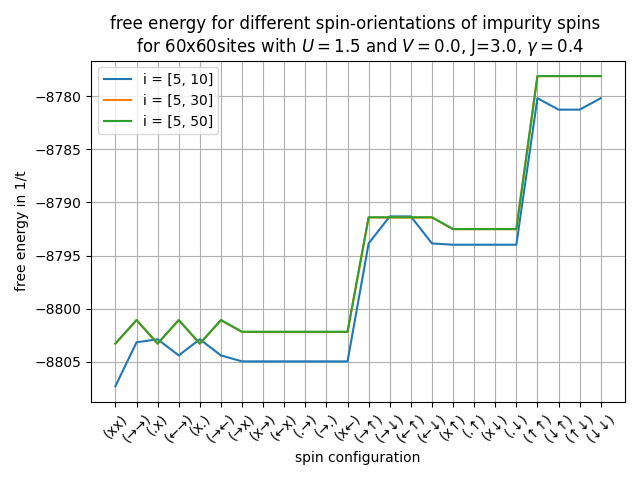 free energy for different spin-orientations of impurity spins
for 60x60sites with U = 1.5 and V = 0.0, J=3.0, γ = 0.4
i = [5, 10]
i = [5, 30]
i = [5, 50]
free energy in 1/t
−8780
−8785
−8790
−8795
−8800
−8805
(xx) (→→) (.x) (←→) (x.) (→←) (→x) (x→) (←x) (.→) (→.) (x←) (→↑) (→↓) (←↑) (←↓) (x↑) (.↑) (x↓) (.↓) (↑↑) (↓↑) (↑↓) (↓↓)
spin configuration